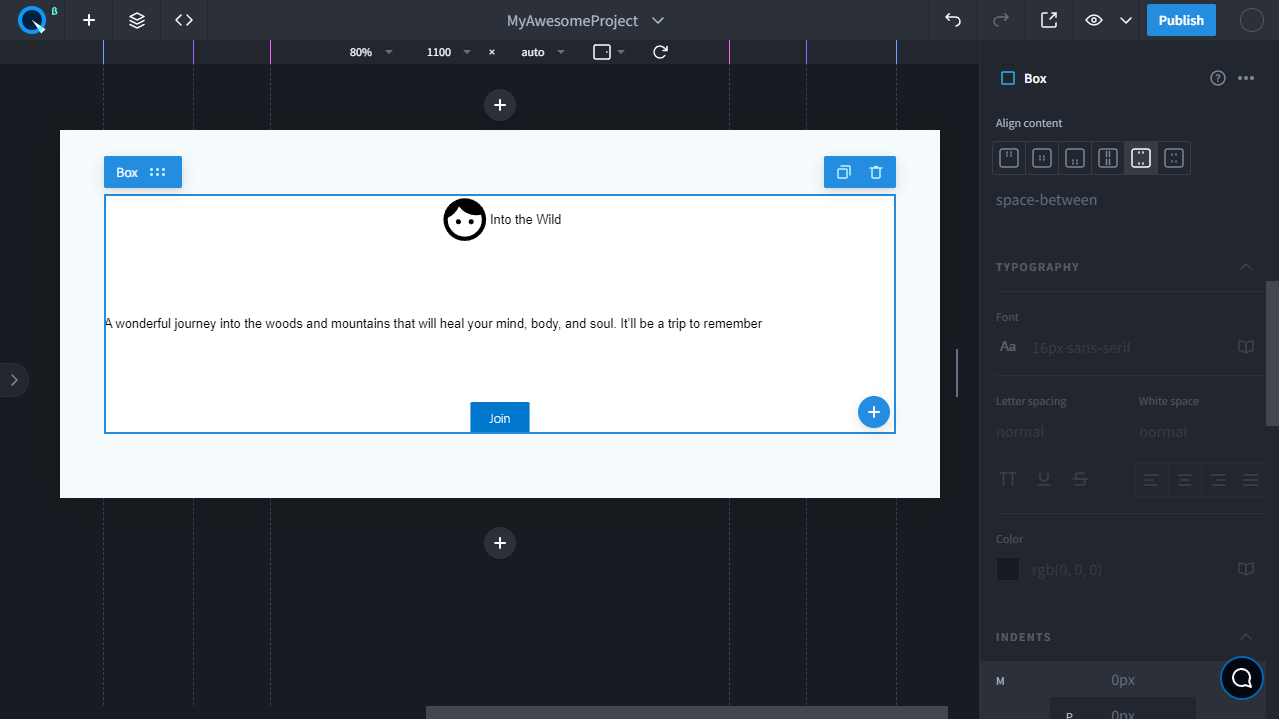 β
MyAwesomeProject
Publish
80%
1100
×
auto
Box
Align content
space-between
TYPOGRAPHY
Font
Aa
16px sans-serif
Letter spacing
White space
normal
normal
TT U S
Color
rgb(0, 0, 0)
INDENTS
M
0px
P
0px
Box
Into the Wild
A wonderful journey into the woods and mountains that will heal your mind, body, and soul. It'll be a trip to remember
Join